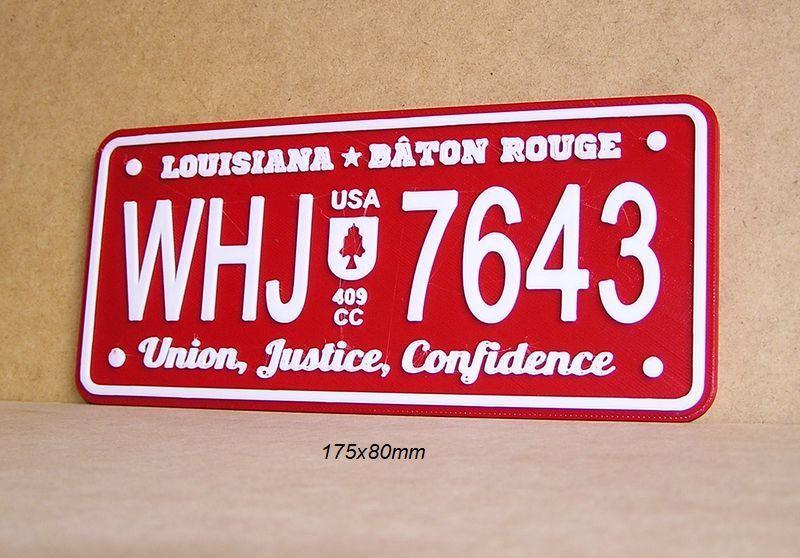 LOUISIANA ★ BÂTON ROUGE
WHJ USA 7643
409
CC
Union, Justice, Confidence
175x80mm